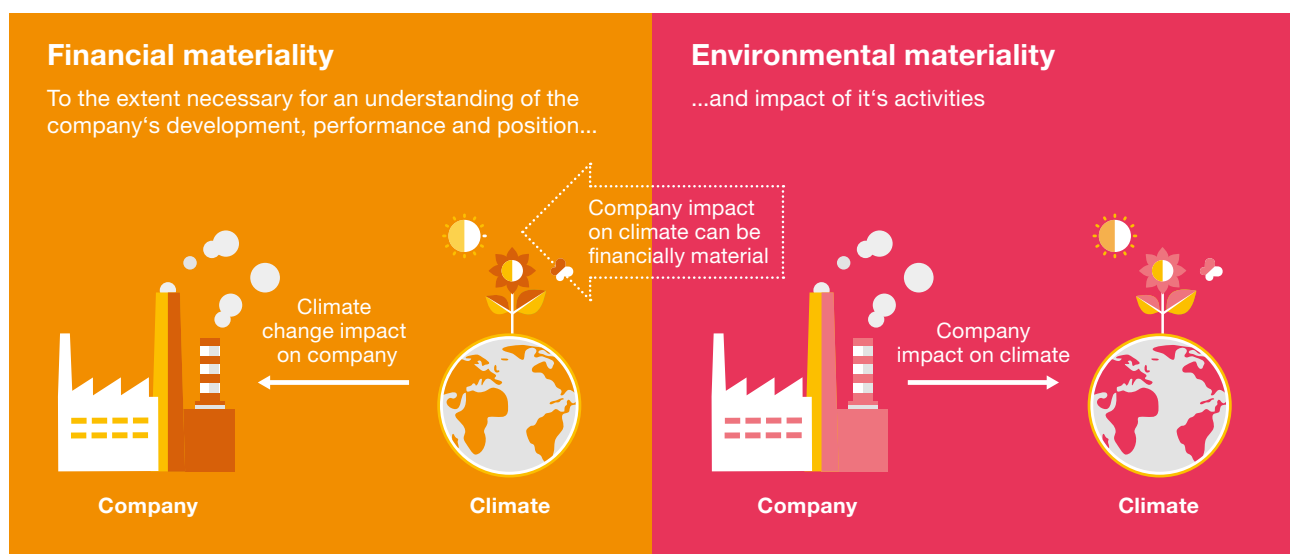 Financial materiality
To the extent necessary for an understanding of the
company‘s development, performance and position...
Climate
change impact
on company
Company
Climate
Company impact
on climate can be
financially material
Environmental materiality
...and impact of it‘s activities
Company
impact on climate
Company
Climate